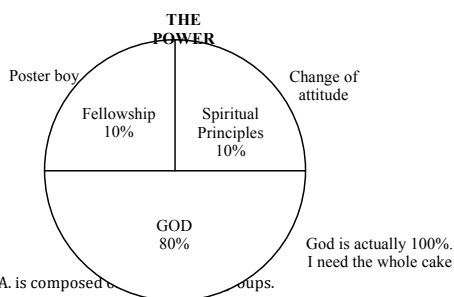 THE
POWER
Poster boy
Change of
attitude
Fellowship
10%
Spiritual
Principles
10%
GOD
80%
God is actually 100%.
I need the whole cake
A. is composed oups.